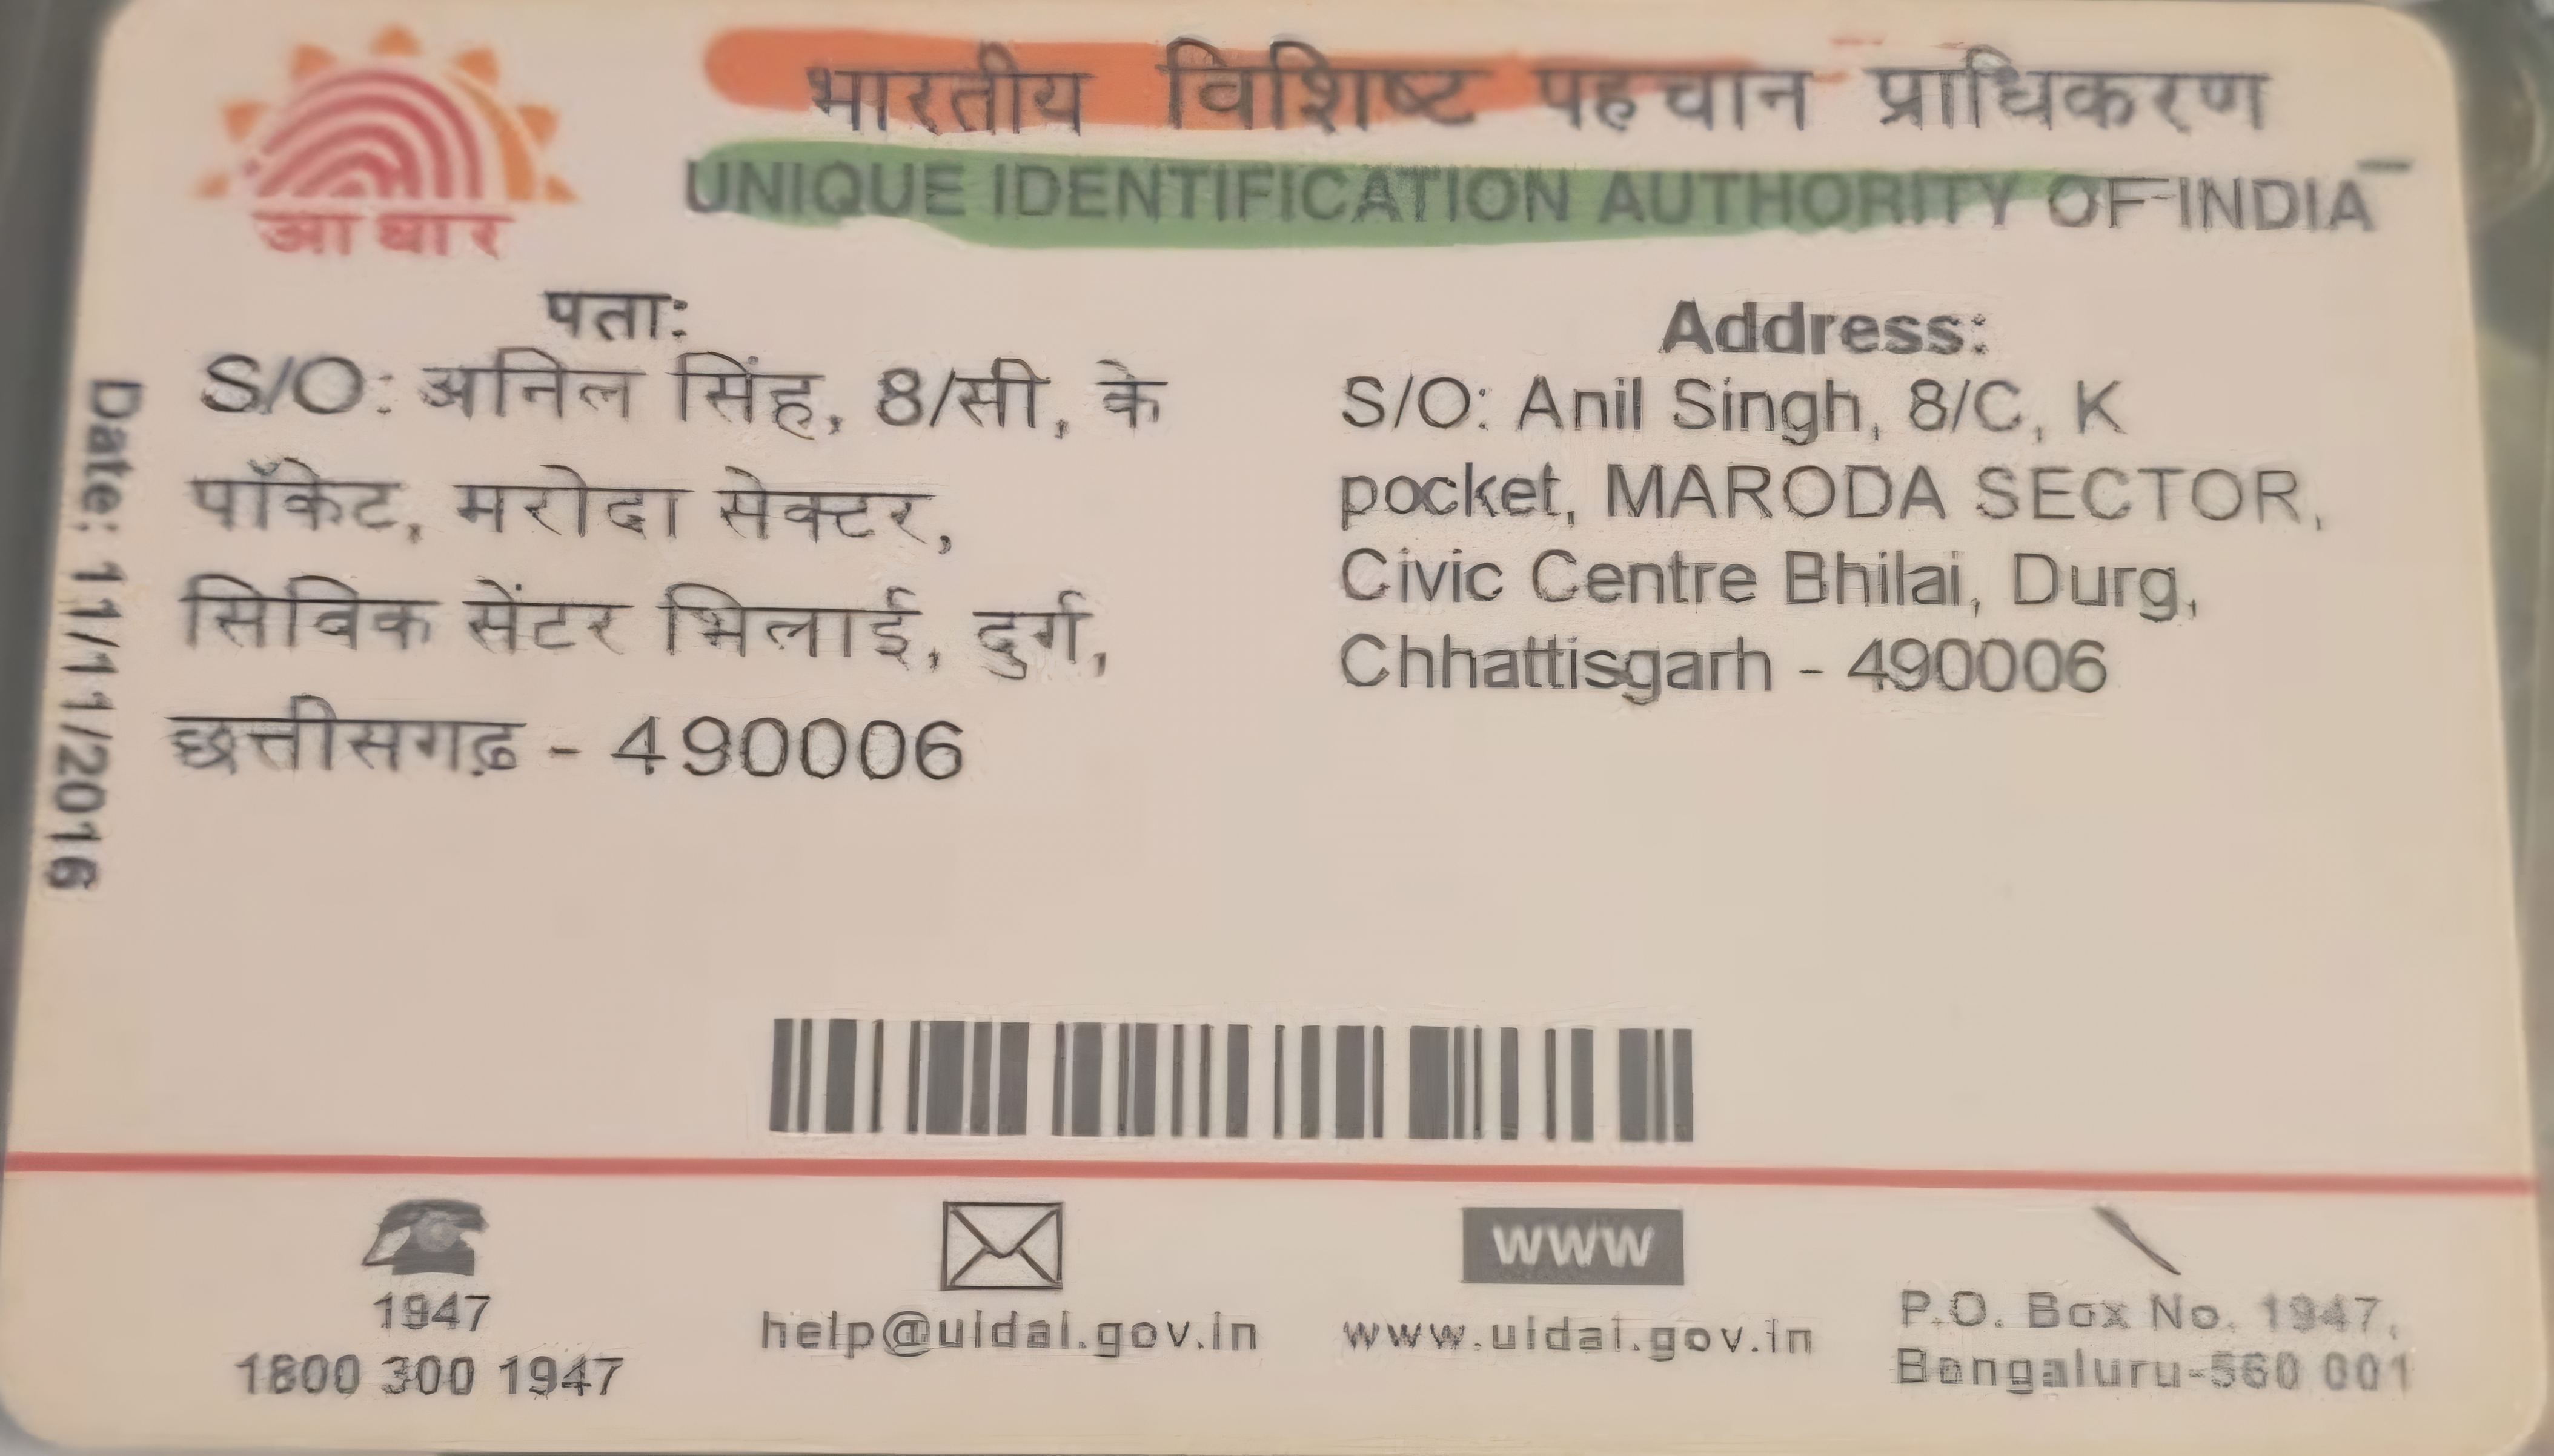 भारतीय विशिष्ट पहचान प्राधिकरण
UNIQUE IDENTIFICATION AUTHORITY OF INDIA
आधार
पता:
S/O: अनिल सिंह, 8/सी, के
पॉकेट, मरोदा सेक्टर,
सिविक सेंटर भिलाई, दुर्ग,
छत्तीसगढ़ - 490006
Address:
S/O: Anil Singh, 8/C, K
pocket, MARODA SECTOR,
Civic Centre Bhilai, Durg,
Chhattisgarh - 490006
Date: 11/11/2016
1947
1800 300 1947
help@uidai.gov.in
www
www.uidai.gov.in
P.O. Box No. 1947,
Bengaluru-560 001